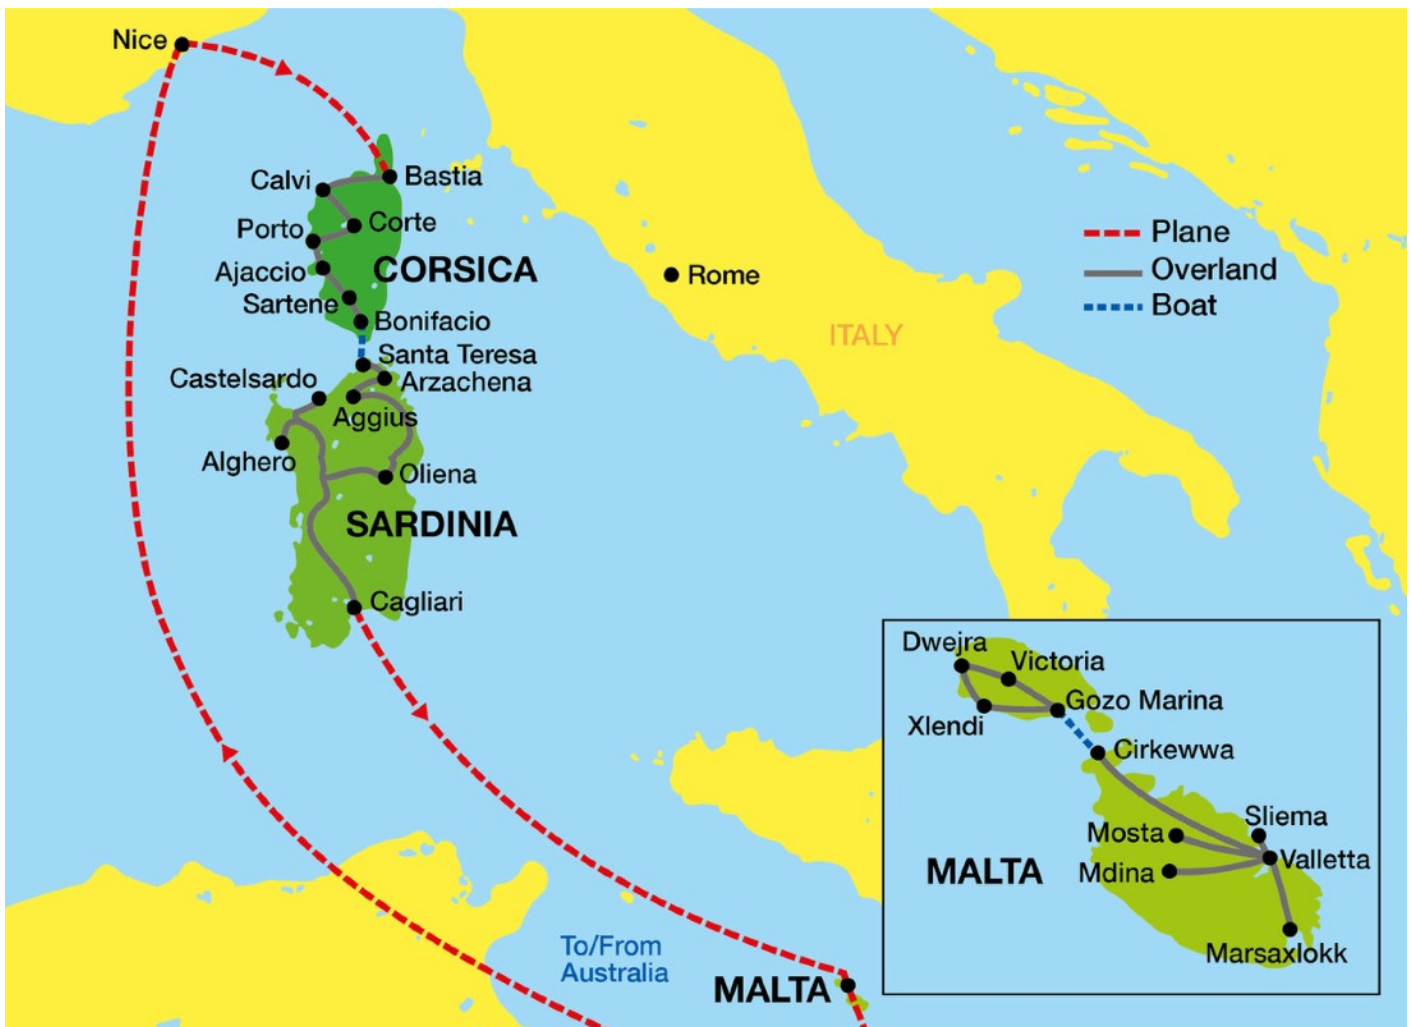 Nice
Calvi
Bastia
Corte
Porto
Ajaccio
CORSICA
Sartene
Bonifacio
Santa Teresa
Castelsardo
Arzachena
Aggius
Alghero
Oliena
SARDINIA
Cagliari
Rome
ITALY
Plane
Overland
Boat
Dwejra
Victoria
Gozo Marina
Xlendi
Cirkewwa
Sliema
Mosta
Valletta
MALTA
Mdina
Marsaxlokk
To/From
Australia
MALTA